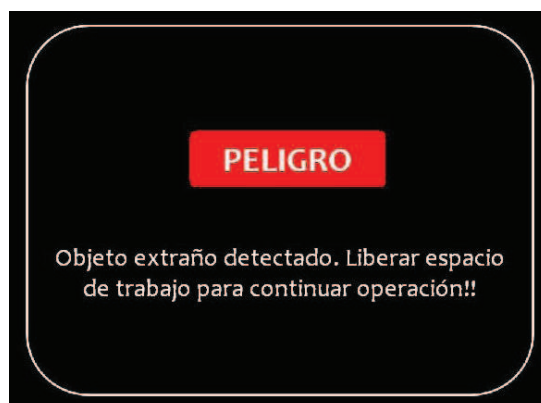 PELIGRO
Objeto extraño detectado. Liberar espacio
de trabajo para continuar operación!!